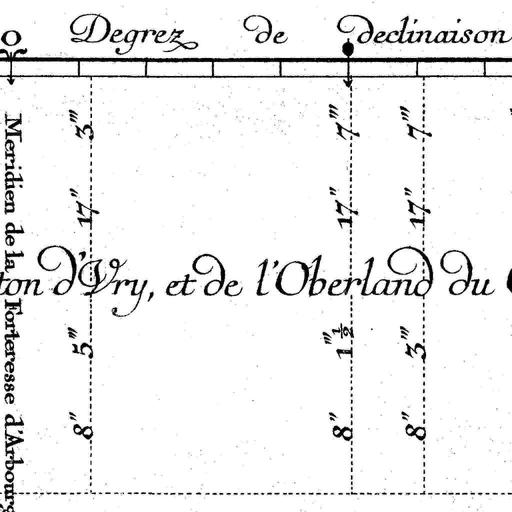 0 Degrez de declinaison
Meridien de la Forteresse d'Arbourg
3''' 17'' 5''' 8''
7''' 17'' 1''' ½ 8''
7''' 17'' 3''' 8''
ton d'Vry, et de l'Oberland du